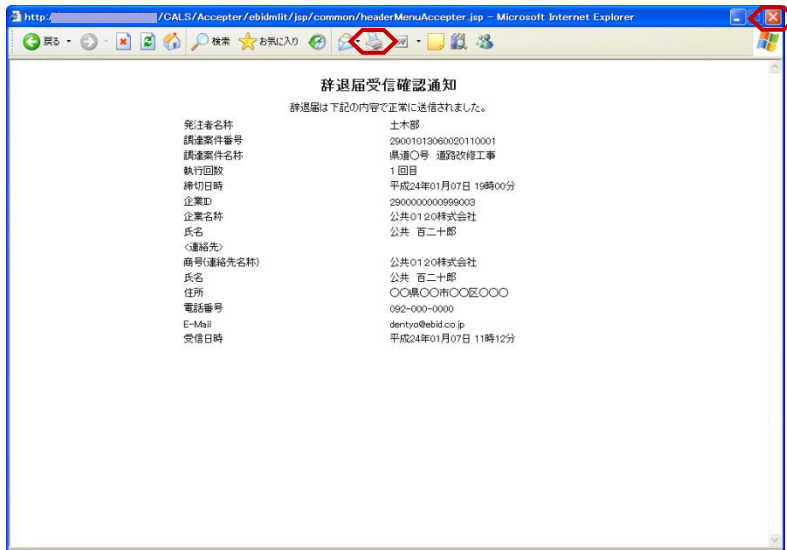 http:/ /CALS/Accepter/ebidmlit/jsp/common/headerMenuAccepter.jsp - Microsoft Internet Explorer
戻る 検索 お気に入り
辞退届受信確認通知
辞退届は下記の内容で正常に送信されました。
発注者名称 土木部
調達案件番号 29001013060020110001
調達案件名称 県道〇号 道路改修工事
執行回数 1回目
締切日時 平成24年01月07日 19時00分
企業ID 2900000000999003
企業名称 公共0120株式会社
氏名 公共 百二十郎
<連絡先>
商号(連絡先名称) 公共0120株式会社
氏名 公共 百二十郎
住所 〇〇県〇〇市〇〇区〇〇〇
電話番号 092-000-0000
E-Mail dentyo@ebid.co.jp
受信日時 平成24年01月07日 11時12分